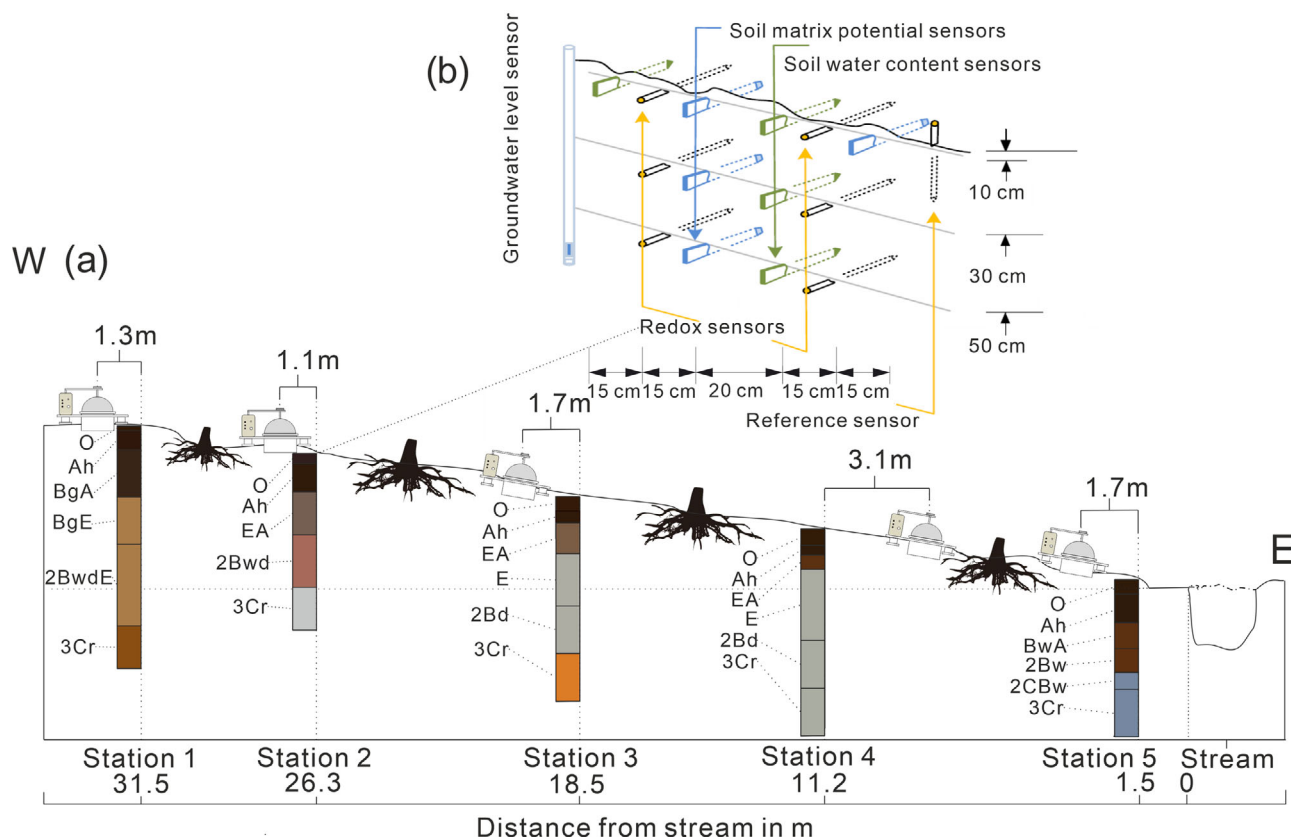 (b)
Groundwater level sensor
Soil matrix potential sensors
Soil water content sensors
10 cm
30 cm
50 cm
Redox sensors
15 cm 15 cm 20 cm 15 cm 15 cm
Reference sensor
W (a)
E
1.3m
1.1m
1.7m
3.1m
1.7m
O
Ah
BgA
BgE
2BwdE
3Cr
O
Ah
EA
2Bwd
3Cr
O
Ah
EA
E
2Bd
3Cr
O
Ah
EA
E
2Bd
3Cr
O
Ah
BwA
2Bw
2CBw
3Cr
Station 1 Station 2 Station 3 Station 4 Station 5 Stream
31.5 26.3 18.5 11.2 1.5 0
Distance from stream in m